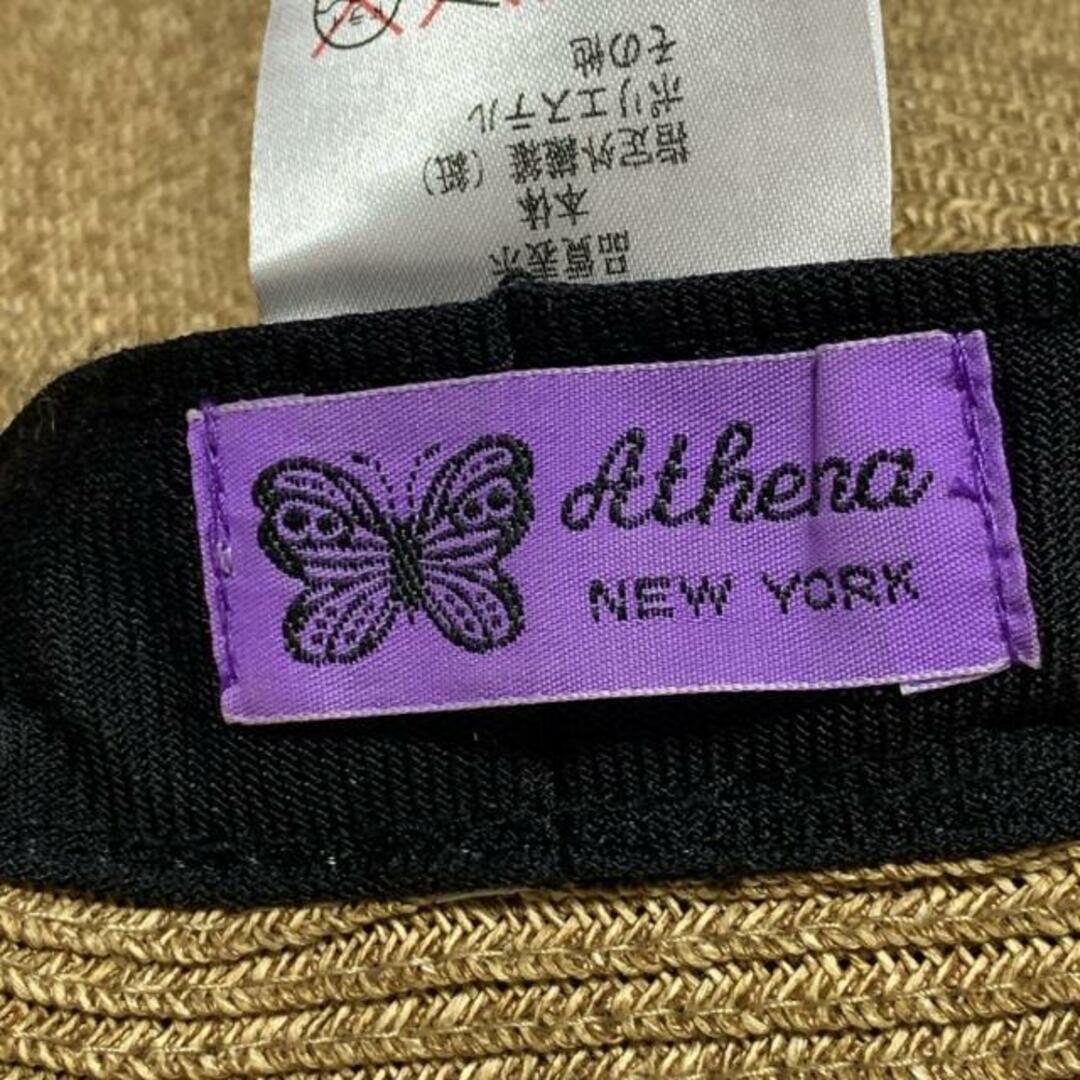 Athena
NEW YORK
品質表示
本体
指定外繊維（紙）
ポリエステル
その他